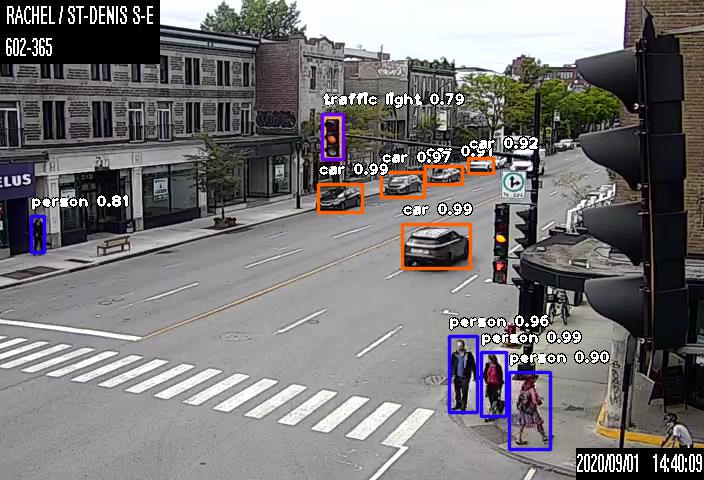 RACHEL / ST-DENIS S-E
602-365
traffic light 0.79
car 0.92
car 0.97
car 0.99
car 0.99
ELUS
person 0.81
person 0.96
person 0.99
person 0.90
2020/09/01 14:40:09